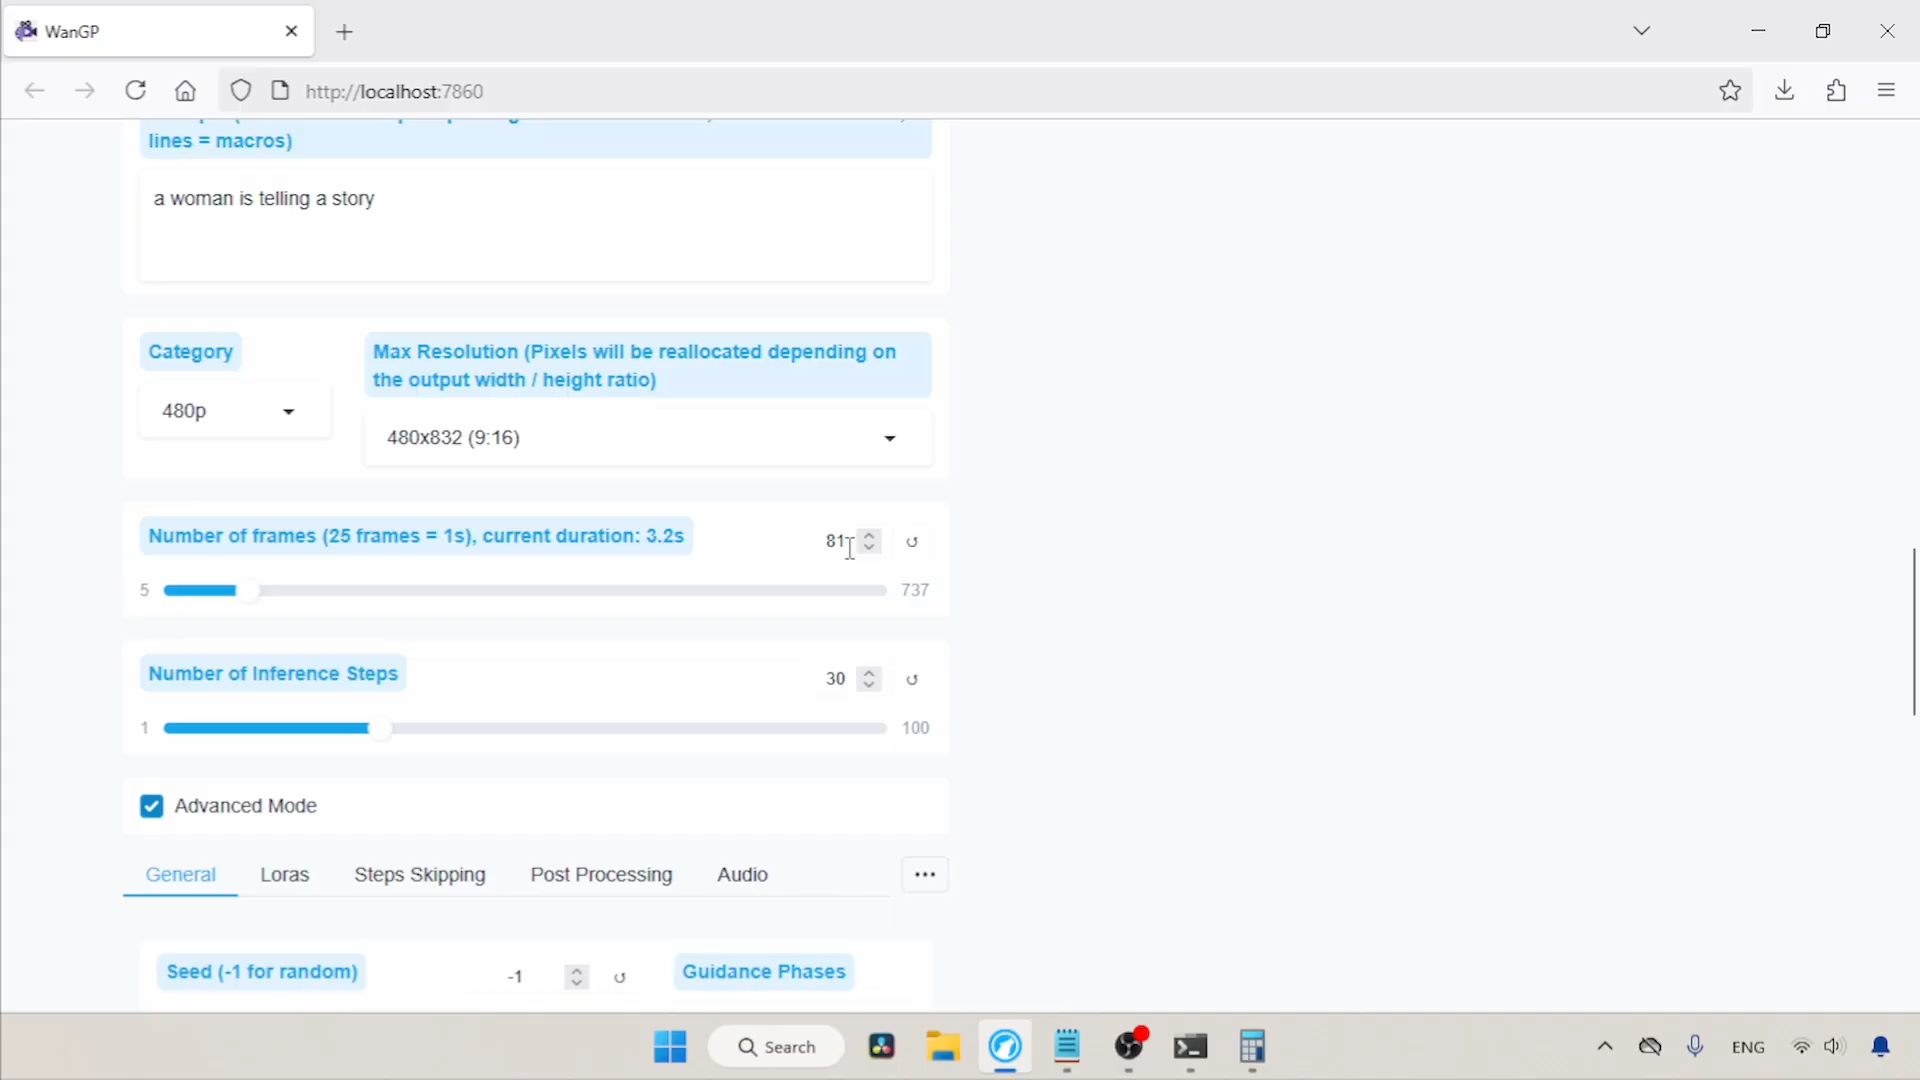 WanGP
http://localhost:7860
lines = macros)
a woman is telling a story
Category
Max Resolution (Pixels will be reallocated depending on
the output width / height ratio)
480p
480x832 (9:16)
Number of frames (25 frames = 1s), current duration: 3.2s
81
5
737
Number of Inference Steps
30
1
100
Advanced Mode
General
Loras
Steps Skipping
Post Processing
Audio
...
Seed (-1 for random)
-1
Guidance Phases
Search
ENG